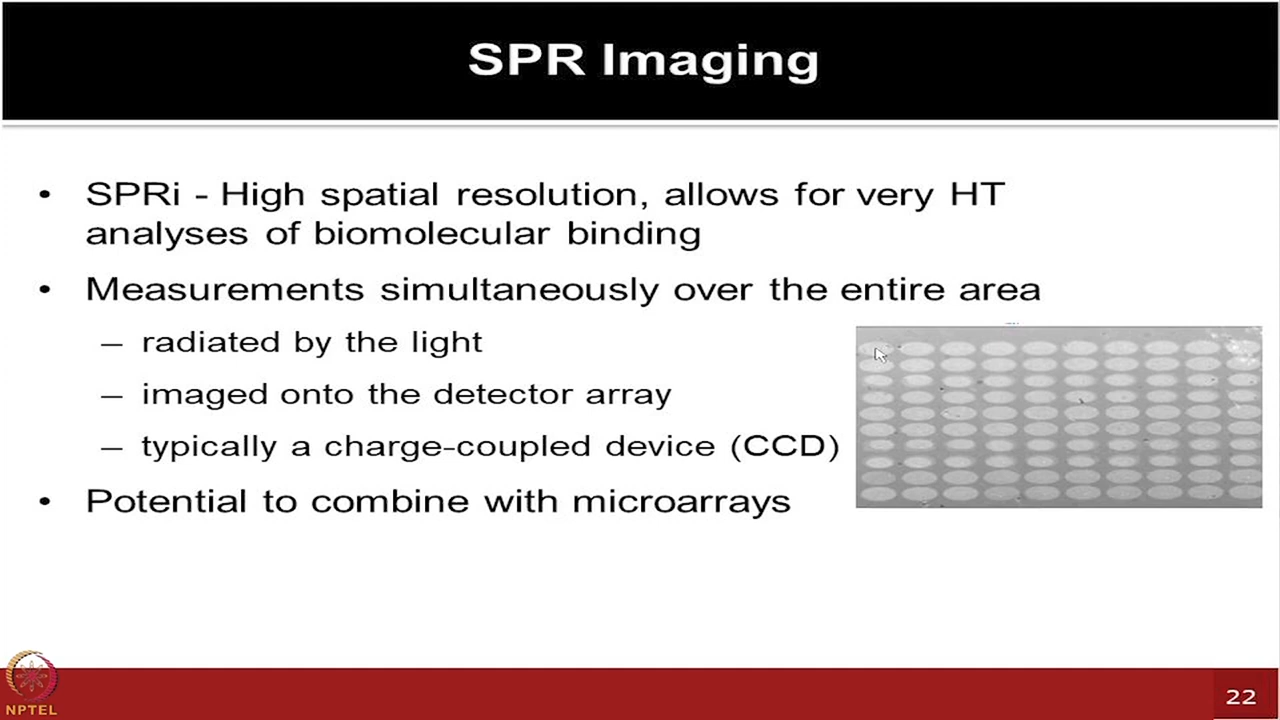 SPR Imaging
• SPRi - High spatial resolution, allows for very HT
analyses of biomolecular binding
• Measurements simultaneously over the entire area
– radiated by the light
– imaged onto the detector array
– typically a charge-coupled device (CCD)
• Potential to combine with microarrays
NPTEL
22